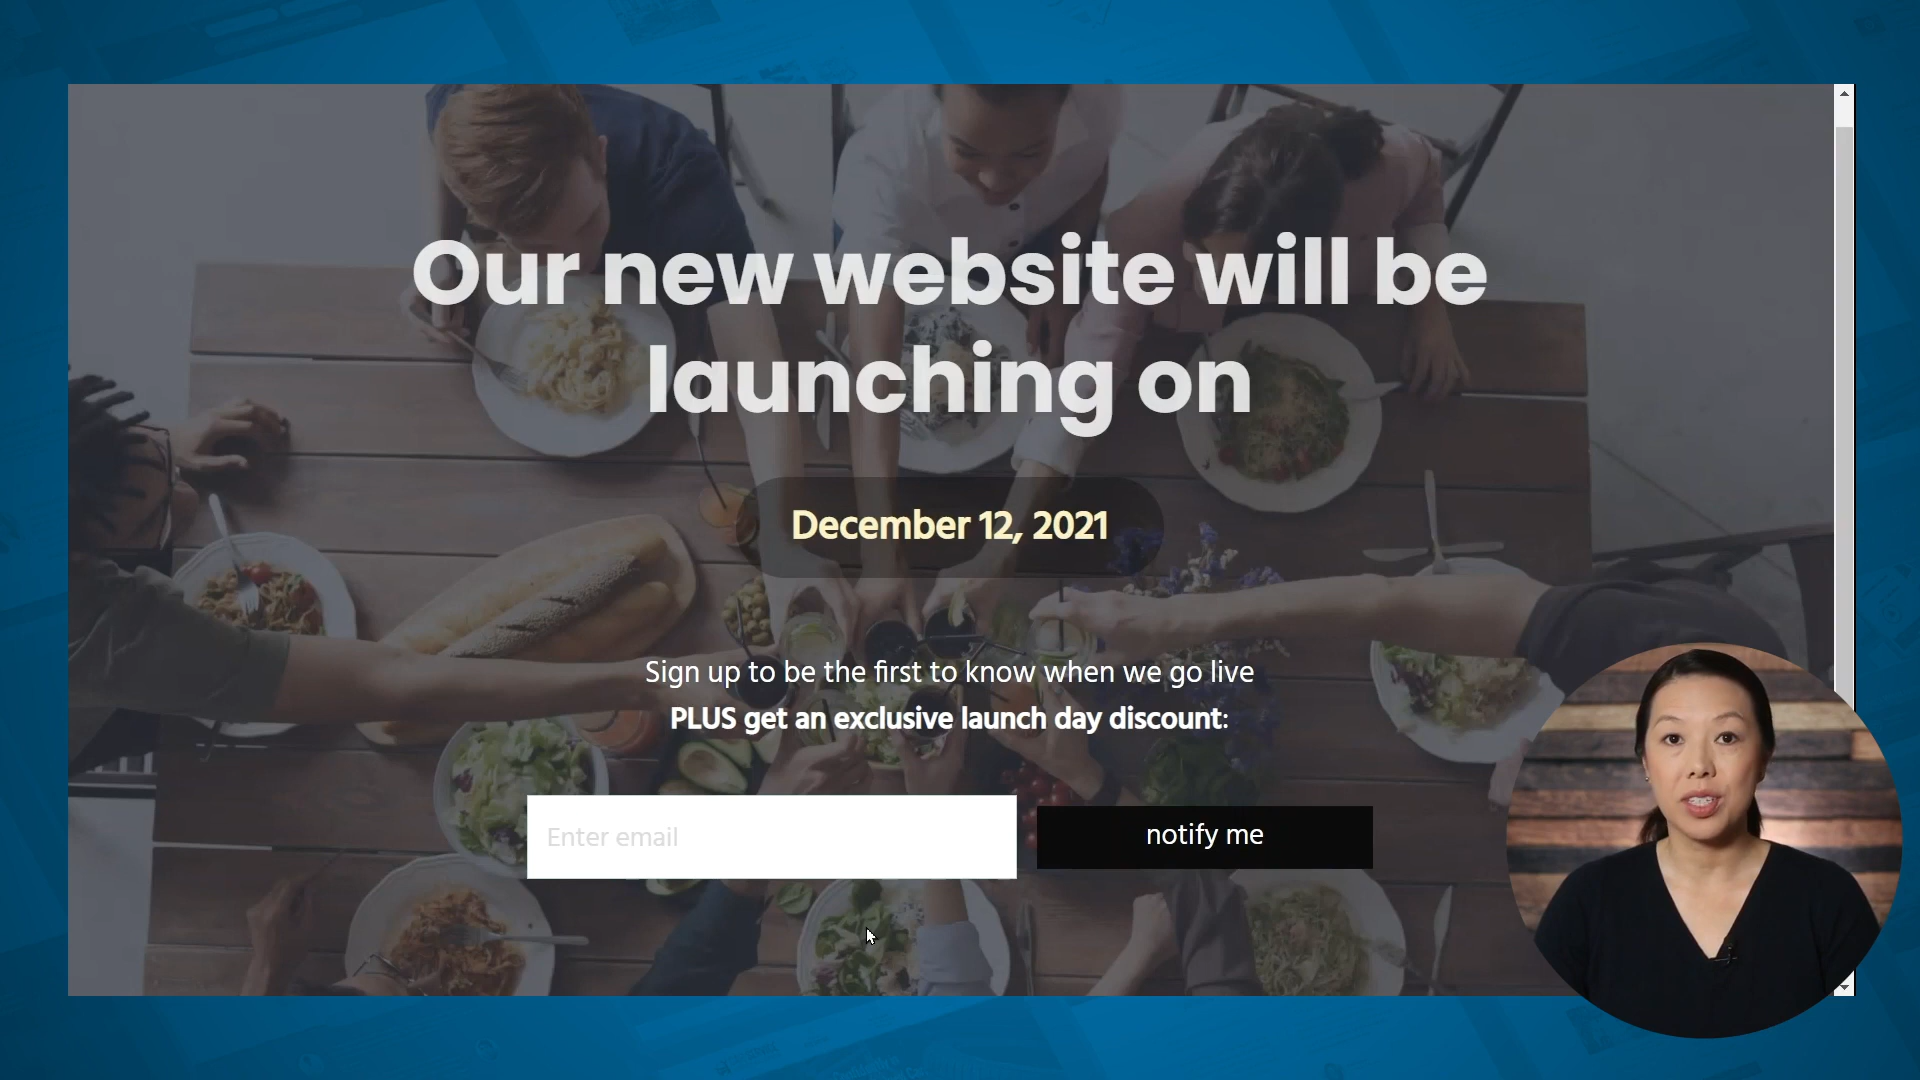 Our new website will be
launching on
December 12, 2021
Sign up to be the first to know when we go live
PLUS get an exclusive launch day discount:
Enter email
notify me